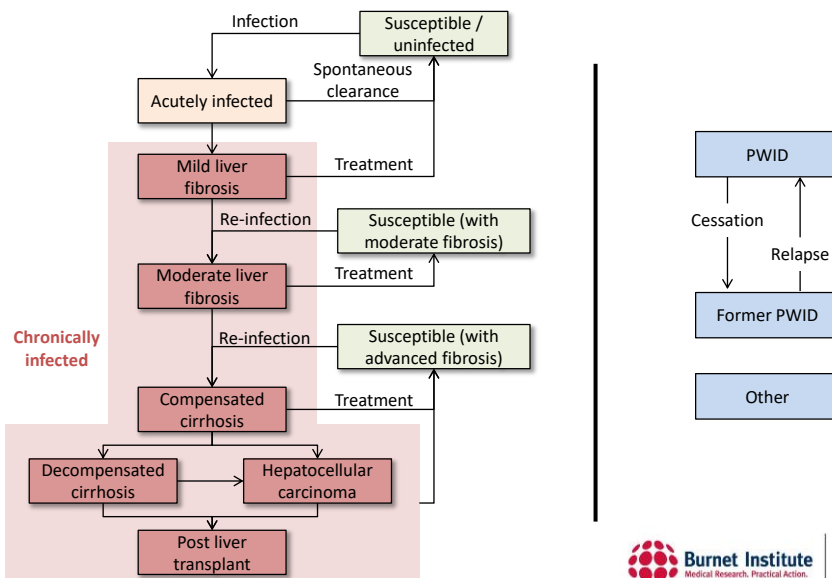 Infection
Susceptible /
uninfected
Spontaneous
clearance
Acutely infected
Mild liver
fibrosis
Treatment
Re-infection
Susceptible (with
moderate fibrosis)
Moderate liver
fibrosis
Treatment
Chronically
infected
Re-infection
Susceptible (with
advanced fibrosis)
Compensated
cirrhosis
Treatment
Decompensated
cirrhosis
Hepatocellular
carcinoma
Post liver
transplant
PWID
Cessation
Relapse
Former PWID
Other
Burnet Institute
Medical Research. Practical Action.